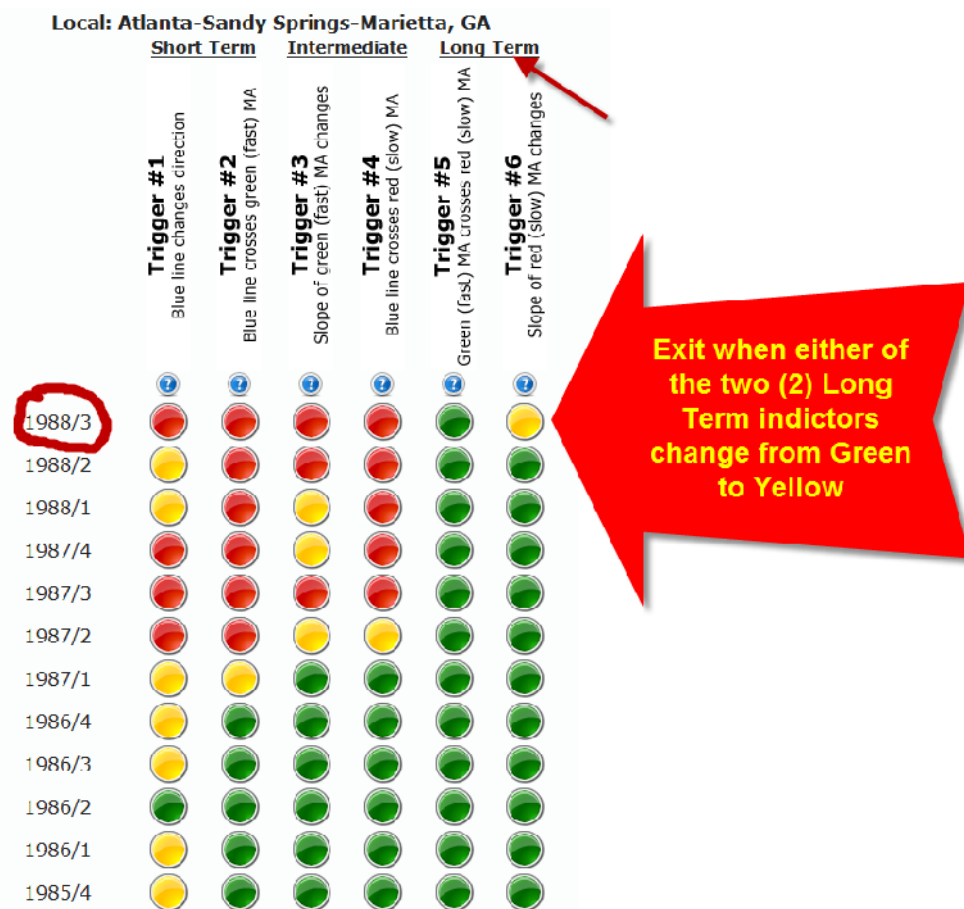 Local: Atlanta-Sandy Springs-Marietta, GA
Short Term Intermediate Long Term
Trigger #1
Blue line changes direction
Trigger #2
Blue line crosses green (fast) MA
Trigger #3
Slope of green (fast) MA changes
Trigger #4
Blue line crosses red (slow) MA
Trigger #5
Green (fast) MA crosses red (slow) MA
Trigger #6
Slope of red (slow) MA changes
? ? ? ? ? ?
1988/3
1988/2
1988/1
1987/4
1987/3
1987/2
1987/1
1986/4
1986/3
1986/2
1986/1
1985/4
Exit when either of
the two (2) Long
Term indictors
change from Green
to Yellow